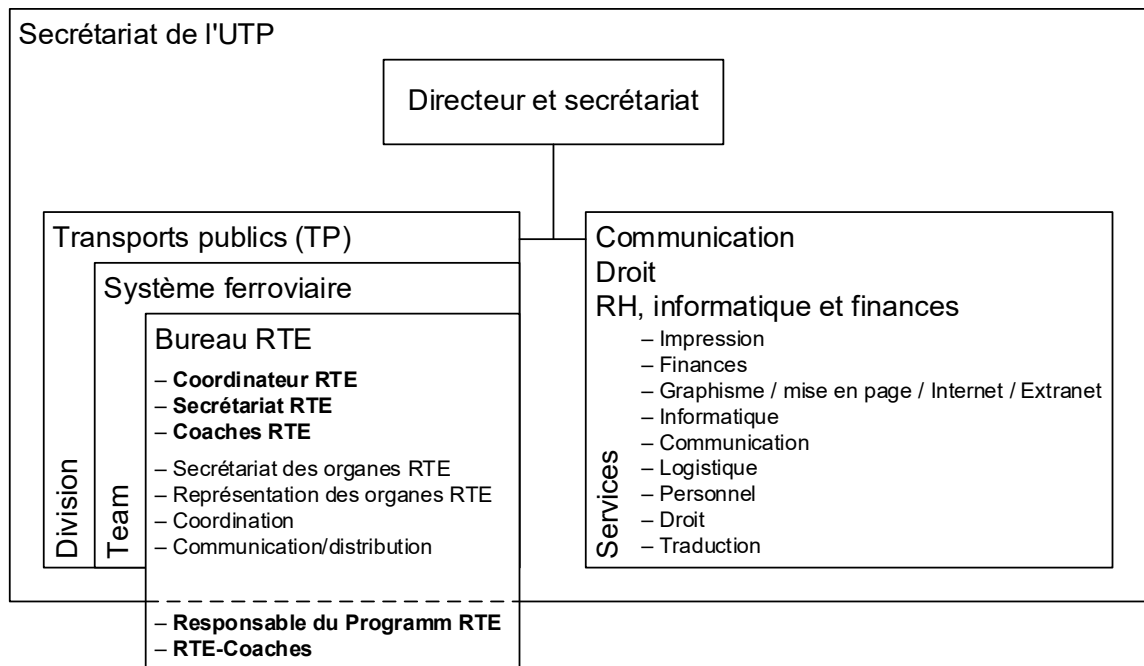 Secrétariat de l'UTP
Directeur et secrétariat
Transports publics (TP)
Système ferroviaire
Bureau RTE
– Coordinateur RTE
– Secrétariat RTE
– Coaches RTE
– Secrétariat des organes RTE
– Représentation des organes RTE
– Coordination
– Communication/distribution
– Responsable du Programm RTE
– RTE-Coaches
Division
Team
Communication
Droit
RH, informatique et finances
– Impression
– Finances
– Graphisme / mise en page / Internet / Extranet
– Informatique
– Communication
– Logistique
– Personnel
– Droit
– Traduction
Services